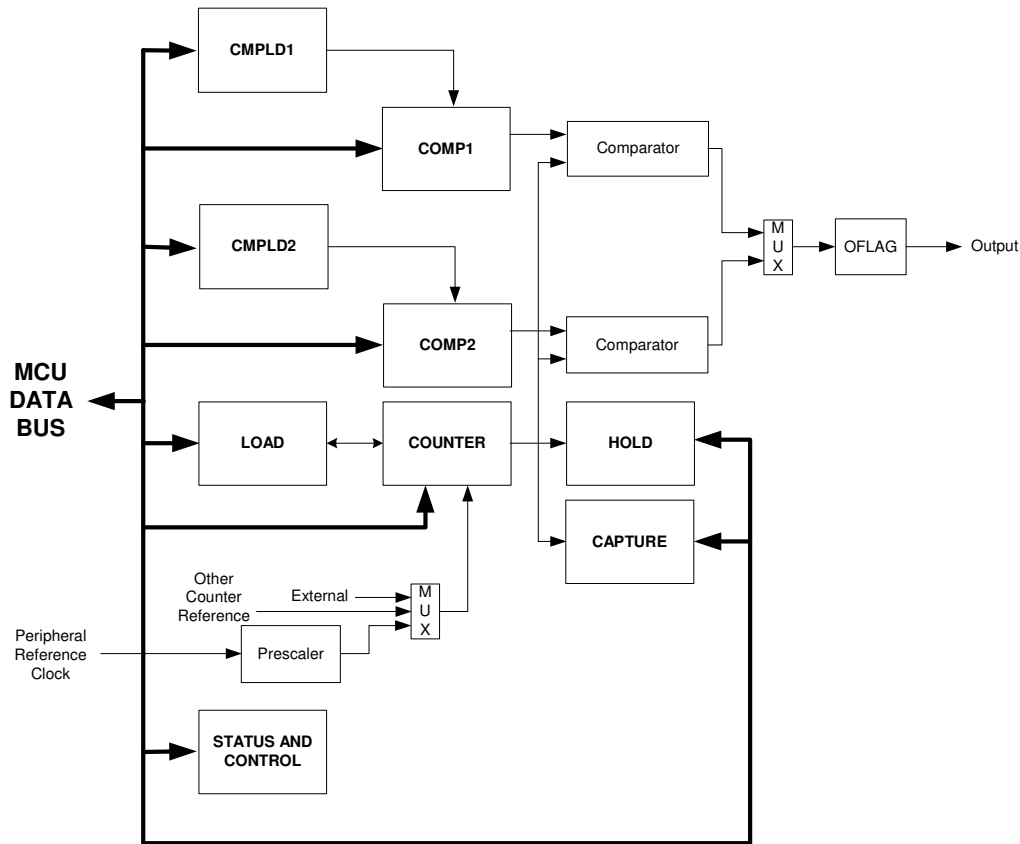 CMPLD1
COMP1
Comparator
CMPLD2
M
U
X
OFLAG
Output
COMP2
Comparator
MCU
DATA
BUS
LOAD
COUNTER
HOLD
CAPTURE
Other
Counter
Reference
External
M
U
X
Peripheral
Reference
Clock
Prescaler
STATUS AND
CONTROL